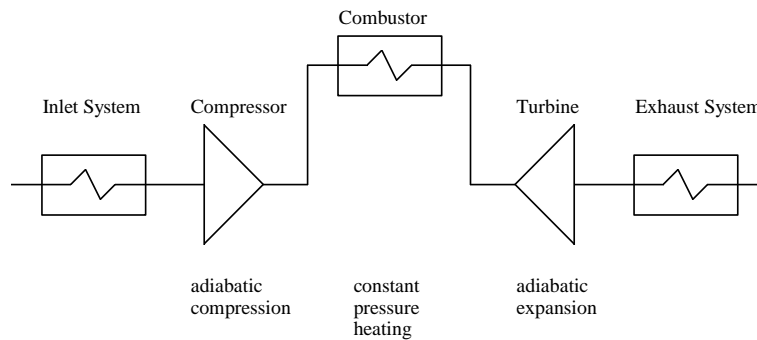 Combustor
Inlet System
Compressor
Turbine
Exhaust System
adiabatic
compression
constant
pressure
heating
adiabatic
expansion